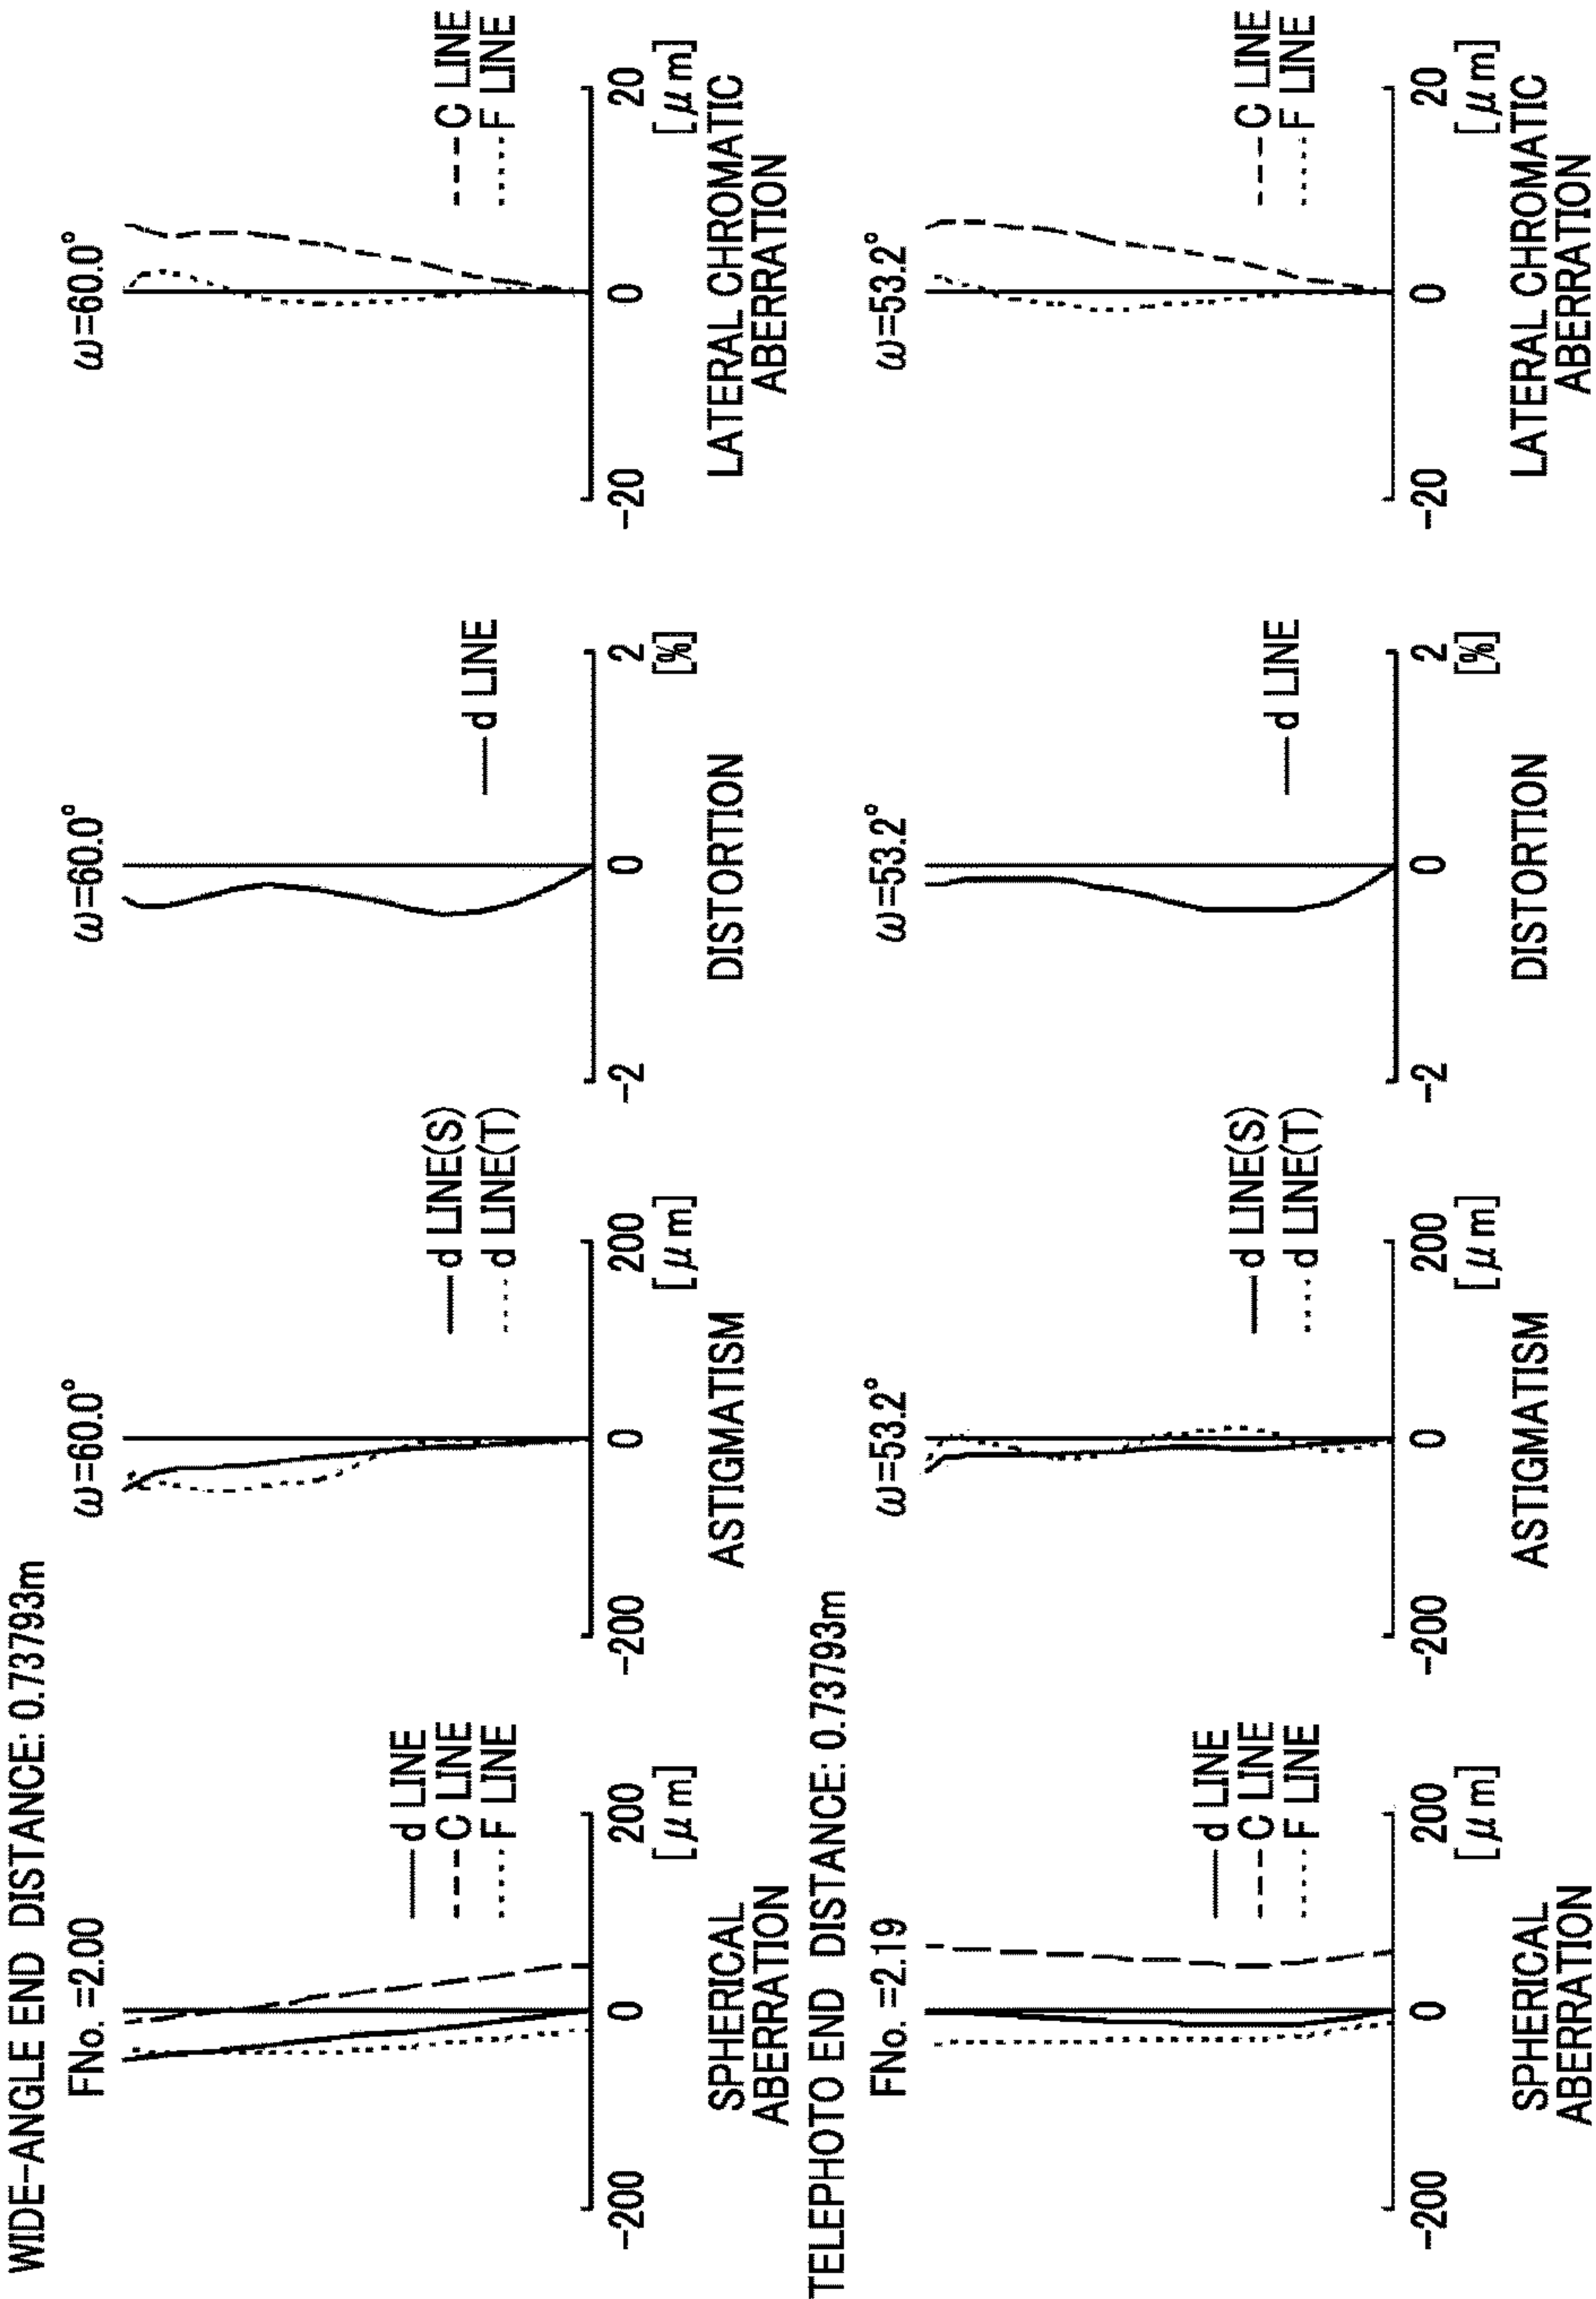 WIDE-ANGLE END DISTANCE: 0.73793m
FNo. =2.00
d LINE
C LINE
F LINE
-200 0 200
[μm]
SPHERICAL
ABERRATION
ω=60.0°
d LINE(S)
d LINE(T)
-200 0 200
[μm]
ASTIGMATISM
ω=60.0°
d LINE
-2 0 2
[%]
DISTORTION
ω=60.0°
C LINE
F LINE
-20 0 20
[μm]
LATERAL CHROMATIC
ABERRATION
TELEPHOTO END DISTANCE: 0.73793m
FNo. =2.19
d LINE
C LINE
F LINE
-200 0 200
[μm]
SPHERICAL
ABERRATION
ω=53.2°
d LINE(S)
d LINE(T)
-200 0 200
[μm]
ASTIGMATISM
ω=53.2°
d LINE
-2 0 2
[%]
DISTORTION
ω=53.2°
C LINE
F LINE
-20 0 20
[μm]
LATERAL CHROMATIC
ABERRATION